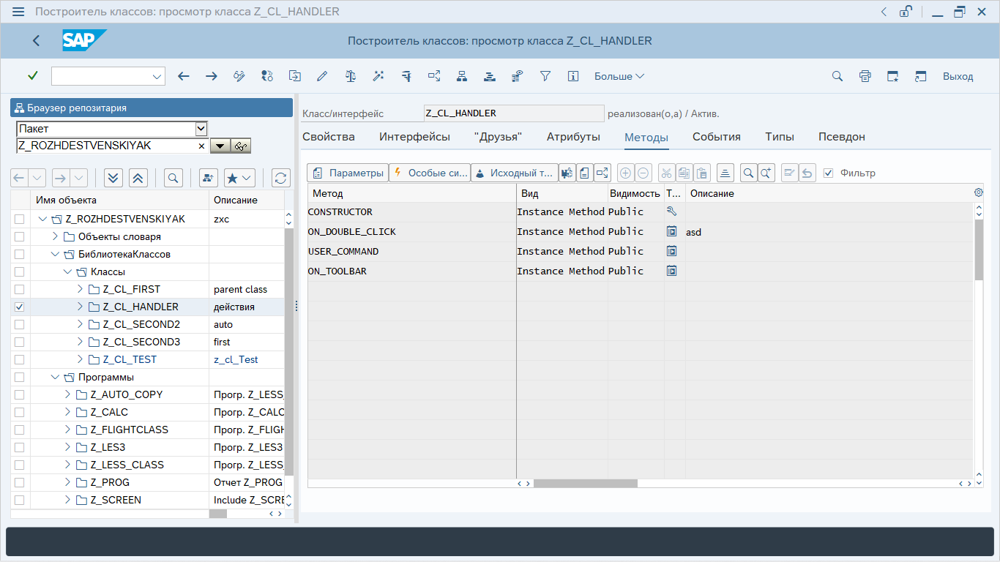 Построитель классов: просмотр класса Z_CL_HANDLER
SAP
Построитель классов: просмотр класса Z_CL_HANDLER
Больше
Выход
Браузер репозитария
Пакет
Z_ROZHDESTVENSKIYAK
Имя объекта Описание
Z_ROZHDESTVENSKIYAK zxc
Объекты словаря
БиблиотекаКлассов
Классы
Z_CL_FIRST parent class
Z_CL_HANDLER действия
Z_CL_SECOND2 auto
Z_CL_SECOND3 first
Z_CL_TEST z_cl_Test
Программы
Z_AUTO_COPY Прогр. Z_LESS_
Z_CALC Прогр. Z_CALC
Z_FLIGHTCLASS Прогр. Z_FLIGH
Z_LES3 Прогр. Z_LES3
Z_LESS_CLASS Прогр. Z_LESS_
Z_PROG Отчет Z_PROG
Z_SCREEN Include Z_SCRE
Класс/интерфейс Z_CL_HANDLER реализован(о,а) / Актив.
Свойства Интерфейсы "Друзья" Атрибуты Методы События Типы Псевдон
Параметры Особые си... Исходный т... Фильтр
Метод Вид Видимость Т... Описание
CONSTRUCTOR Instance Method Public
ON_DOUBLE_CLICK Instance Method Public asd
USER_COMMAND Instance Method Public
ON_TOOLBAR Instance Method Public